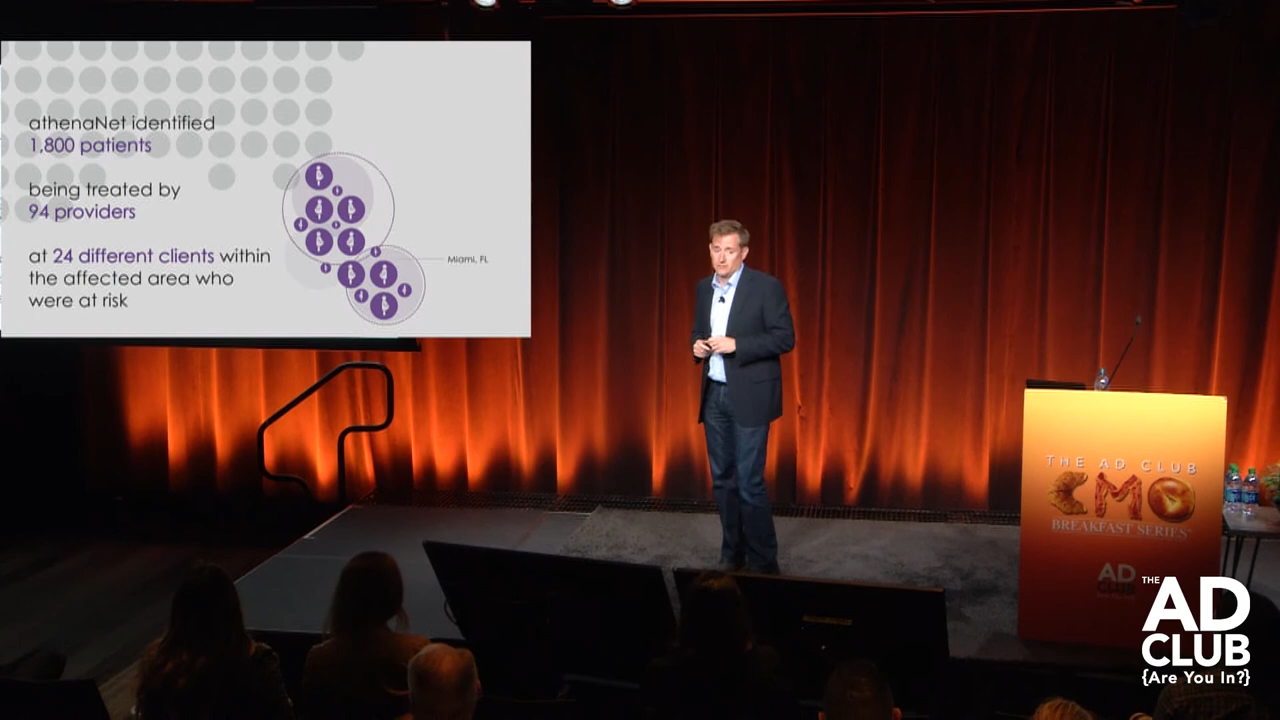 athenaNet identified
1,800 patients
being treated by
94 providers
at 24 different clients within
the affected area who
were at risk
Miami, FL
THE AD CLUB
CMO
BREAKFAST SERIES
AD
CLUB
THE
AD
CLUB
{Are You In?}